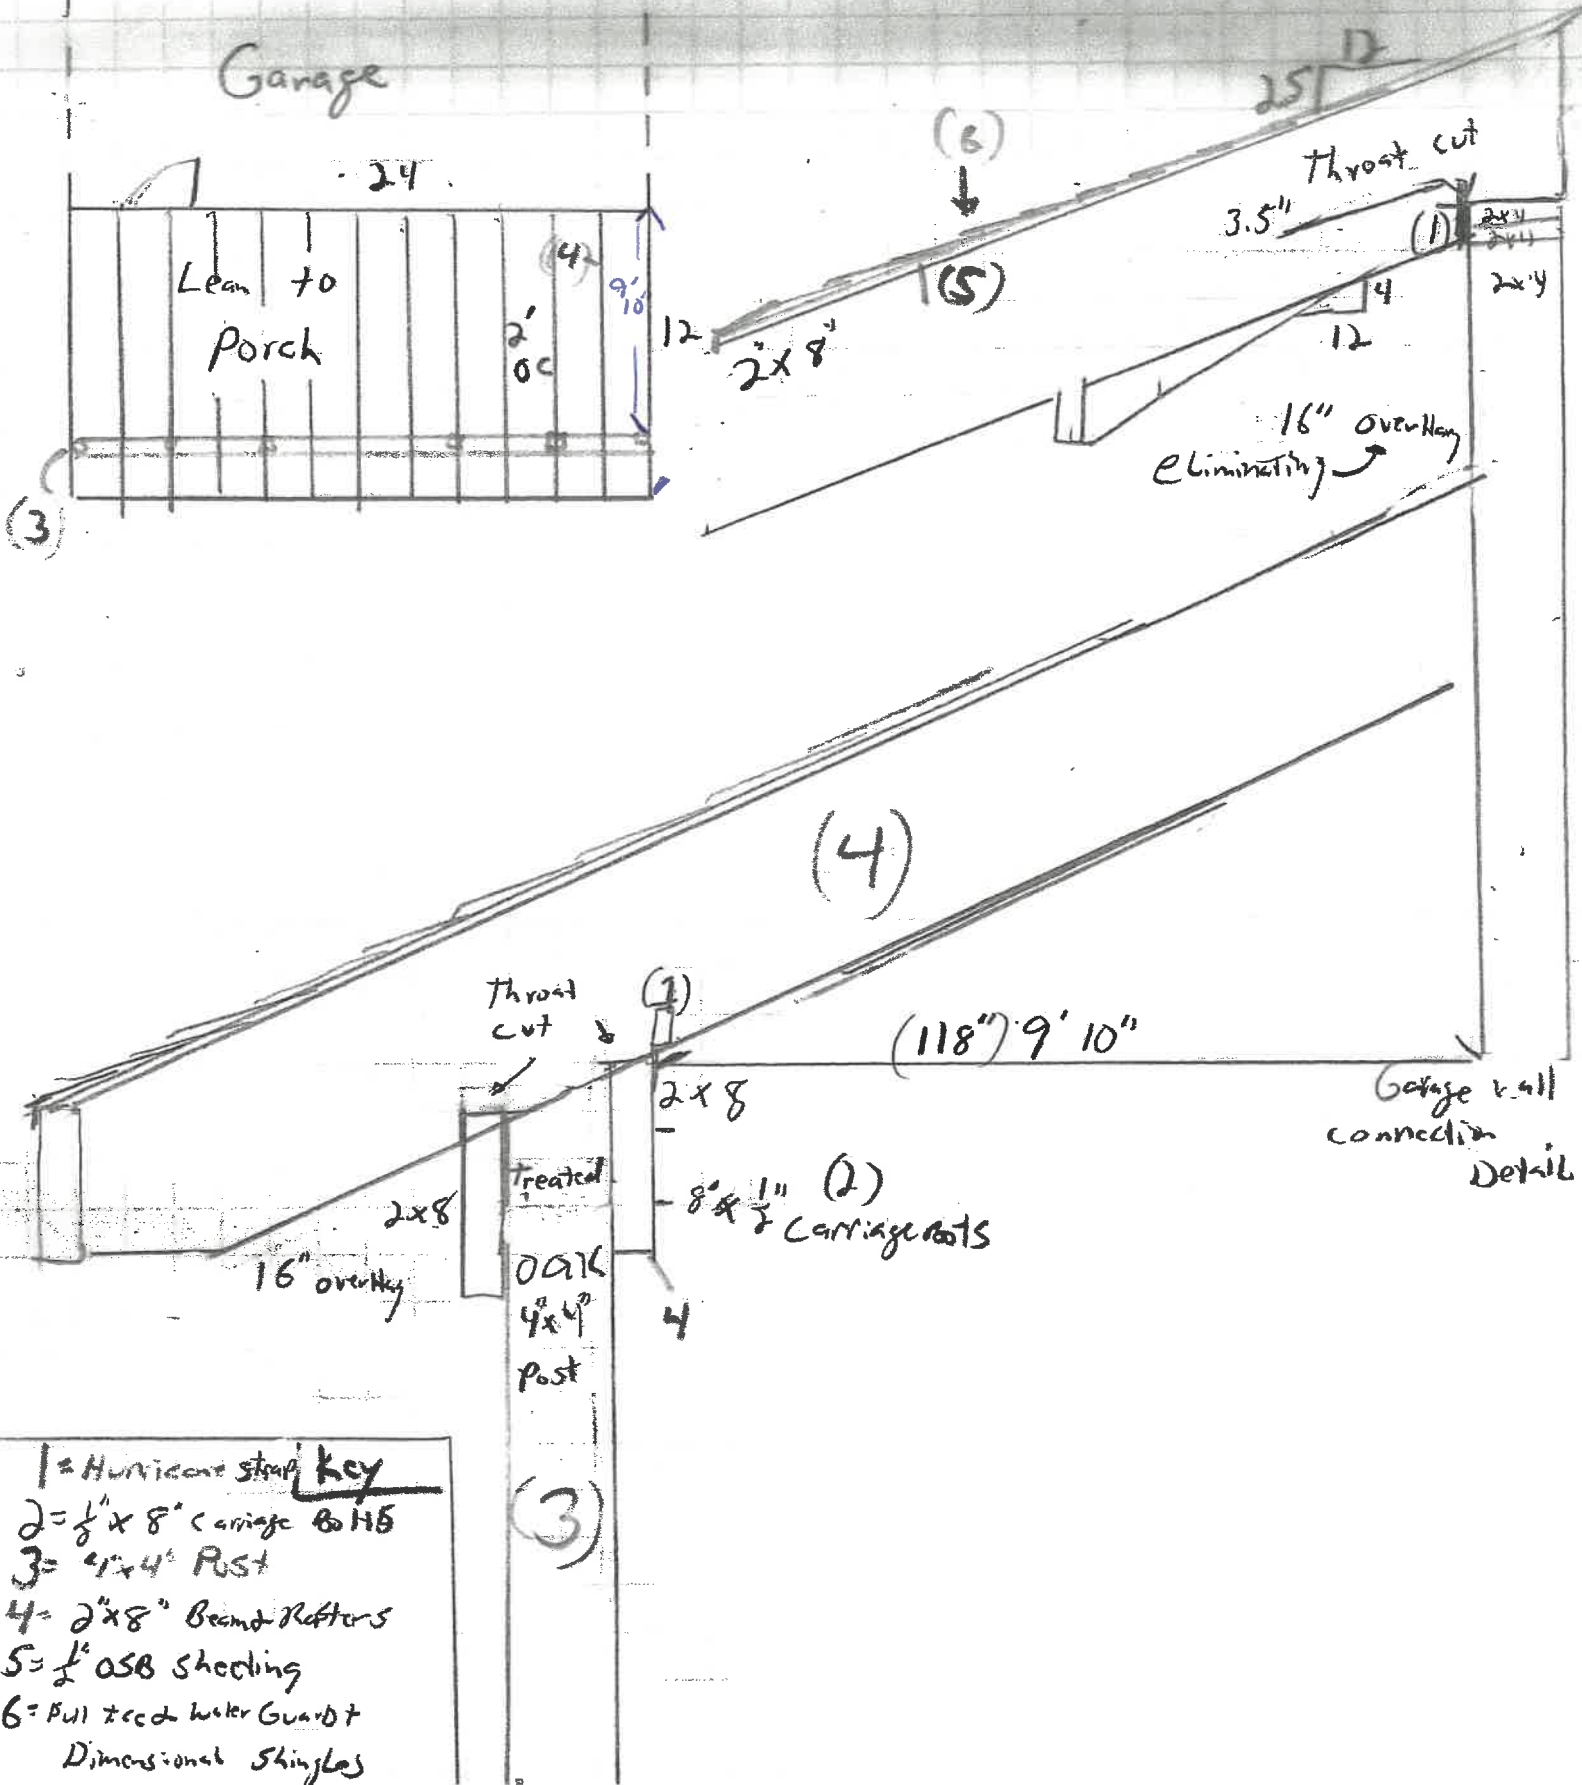 Garage
24
Lean to
Porch
2'
OC
(4)
9'
10"
(3)
12
25
(6)
Throat cut
3.5"
(1)
2x4
2x4
2x4
(5)
12
2"x 8"
4
12
16" overHang
eLiminating
(4)
Throat
cut
(1)
(118") 9' 10"
2x8
Garage wall
connection
Detail
Treated
2x8
8" x 1/2" (2)
Carriage Bolts
16" overHang
OaK
4"x4"
Post
4
(3)
Key
1= Hurricane strap
2= 1/2" x 8" Carriage Bolts
3= 4"x4" Post
4= 2"x8" Beam & Rafters
5= 1/2" OSB Sheeting
6= Full Water Guard +
Dimensional Shingles